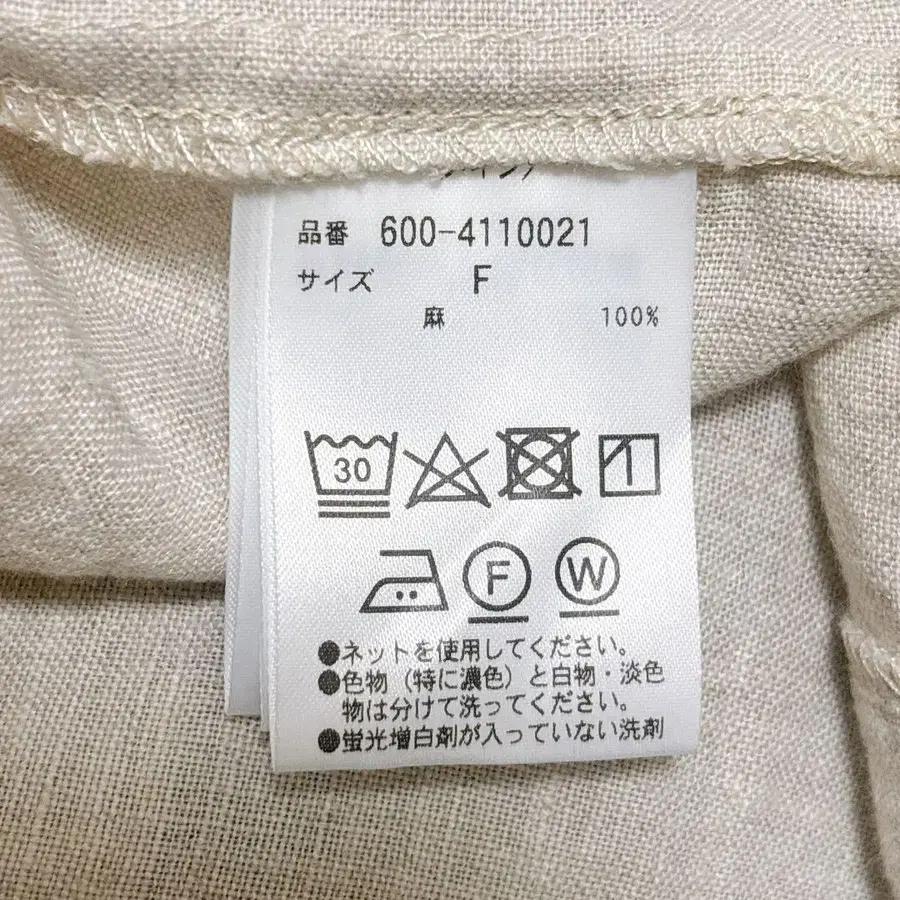 品番 600-4110021
サイズ F
麻 100%
30
F W
●ネットを使用してください。
●色物（特に濃色）と白物・淡色
物は分けて洗ってください。
●蛍光増白剤が入っていない洗剤